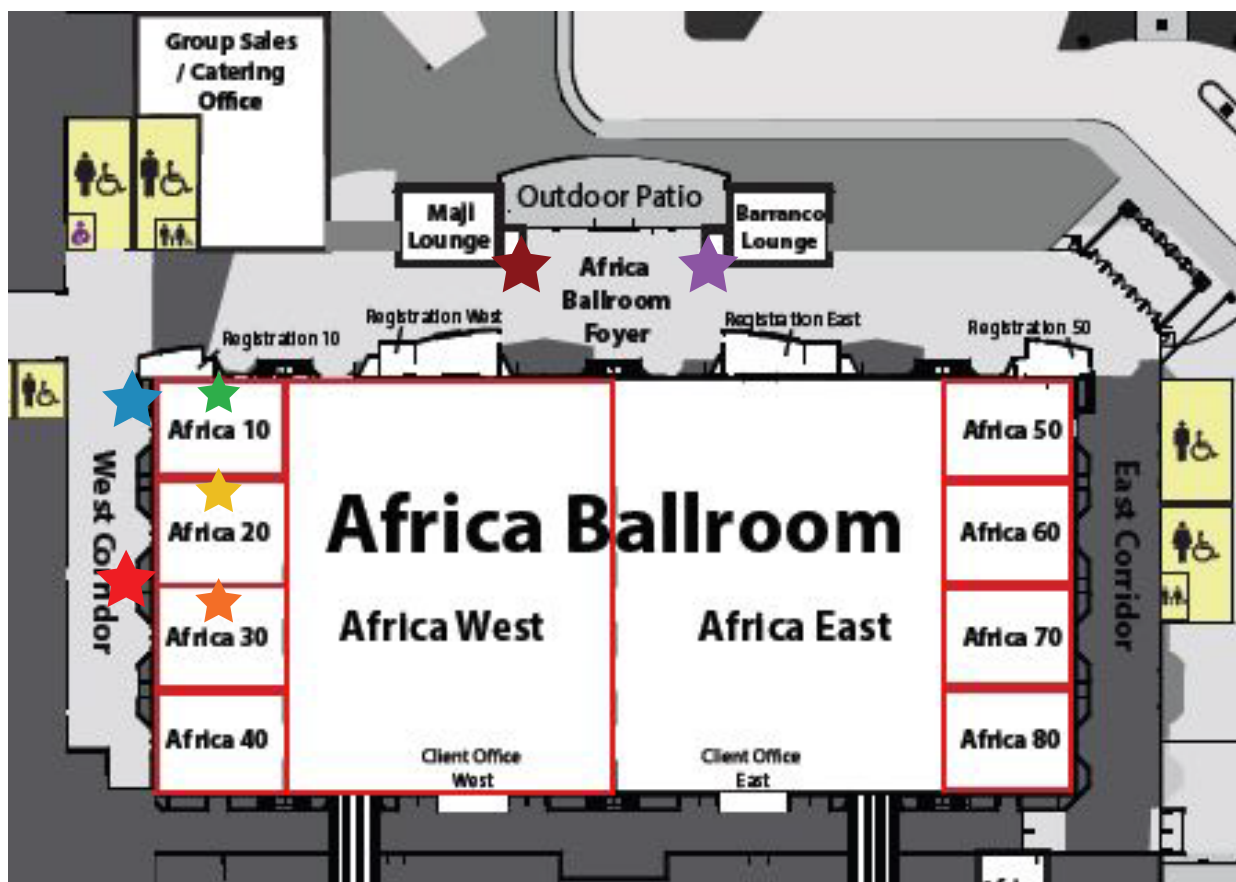 Group Sales
/ Catering
Office
Outdoor Patio
Maji
Lounge
Barranco
Lounge
Africa
Ballroom
Foyer
Registration 10
Registration West
Registration East
Registration 50
Africa 10
Africa 20
Africa 30
Africa 40
West Corridor
Africa Ballroom
Africa West
Africa East
Client Office
West
Client Office
East
Africa 50
Africa 60
Africa 70
Africa 80
East Corridor